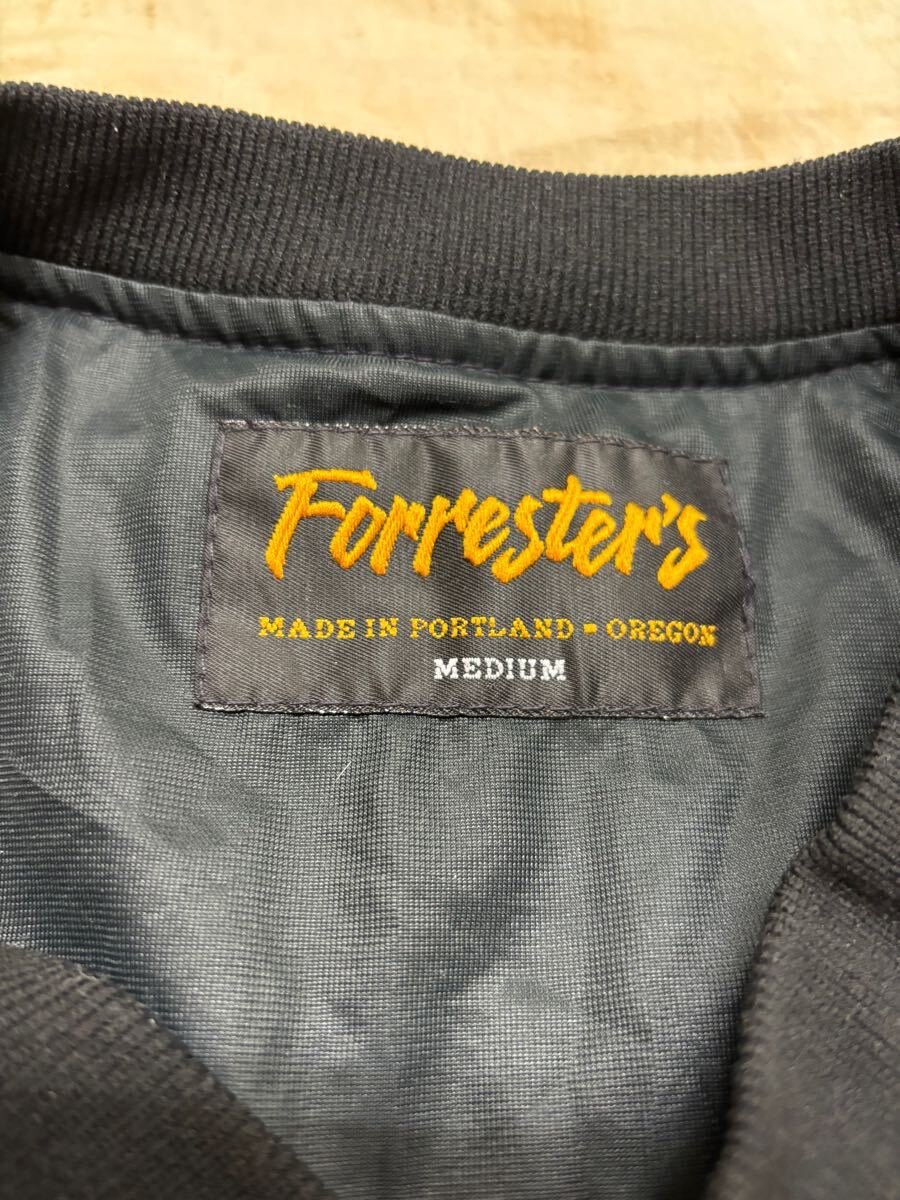 Forrester's
MADE IN PORTLAND - OREGON
MEDIUM